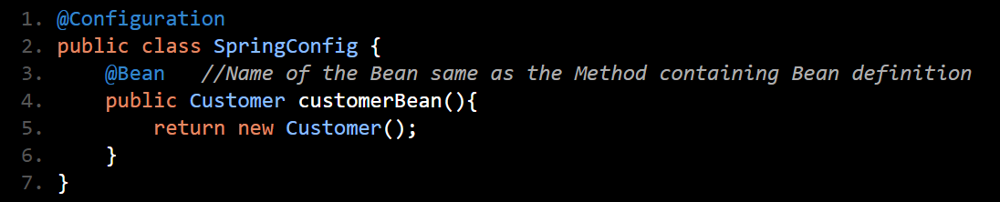 1. @Configuration
2. public class SpringConfig {
3.     @Bean   //Name of the Bean same as the Method containing Bean definition
4.     public Customer customerBean(){
5.         return new Customer();
6.     }
7. }